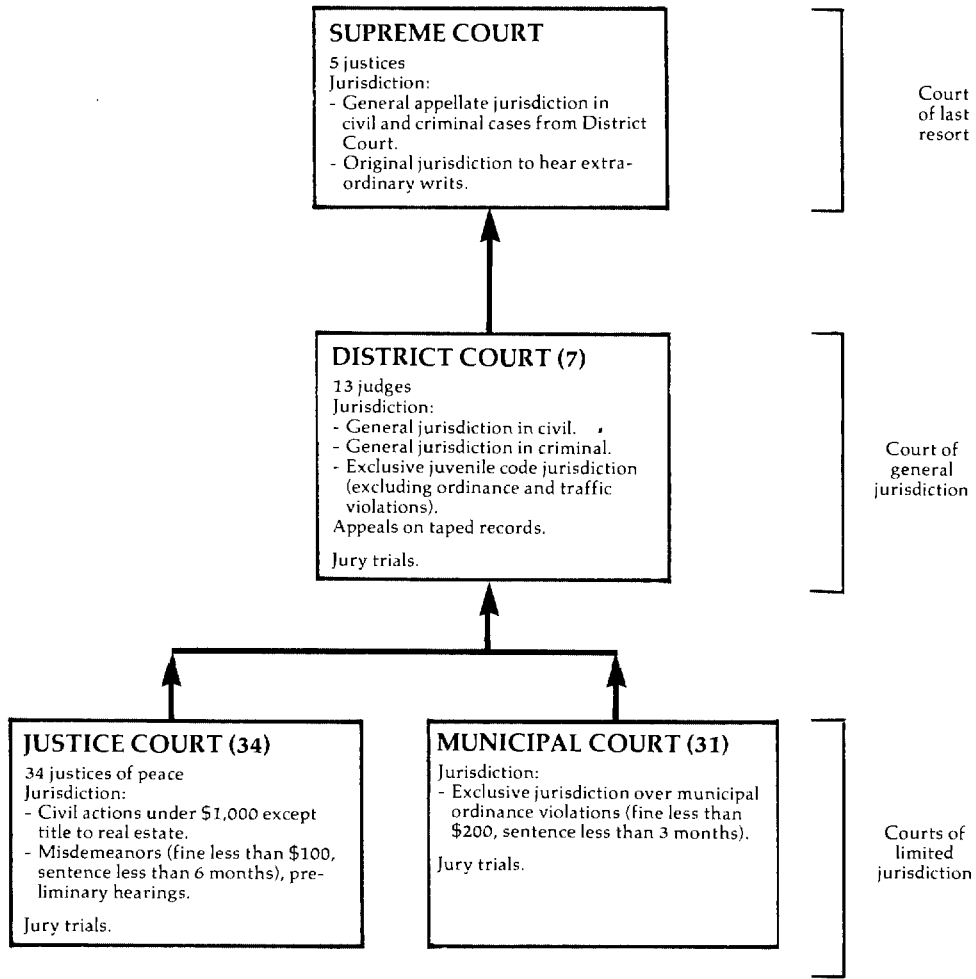 SUPREME COURT
5 justices
Jurisdiction:
- General appellate jurisdiction in
civil and criminal cases from District
Court.
- Original jurisdiction to hear extra-
ordinary writs.
Court
of last
resort
DISTRICT COURT (7)
13 judges
Jurisdiction:
- General jurisdiction in civil.
- General jurisdiction in criminal.
- Exclusive juvenile code jurisdiction
(excluding ordinance and traffic
violations).
Appeals on taped records.
Jury trials.
Court of
general
jurisdiction
JUSTICE COURT (34)
34 justices of peace
Jurisdiction:
- Civil actions under $1,000 except
title to real estate.
- Misdemeanors (fine less than $100,
sentence less than 6 months), pre-
liminary hearings.
Jury trials.
MUNICIPAL COURT (31)
Jurisdiction:
- Exclusive jurisdiction over municipal
ordinance violations (fine less than
$200, sentence less than 3 months).
Jury trials.
Courts of
limited
jurisdiction